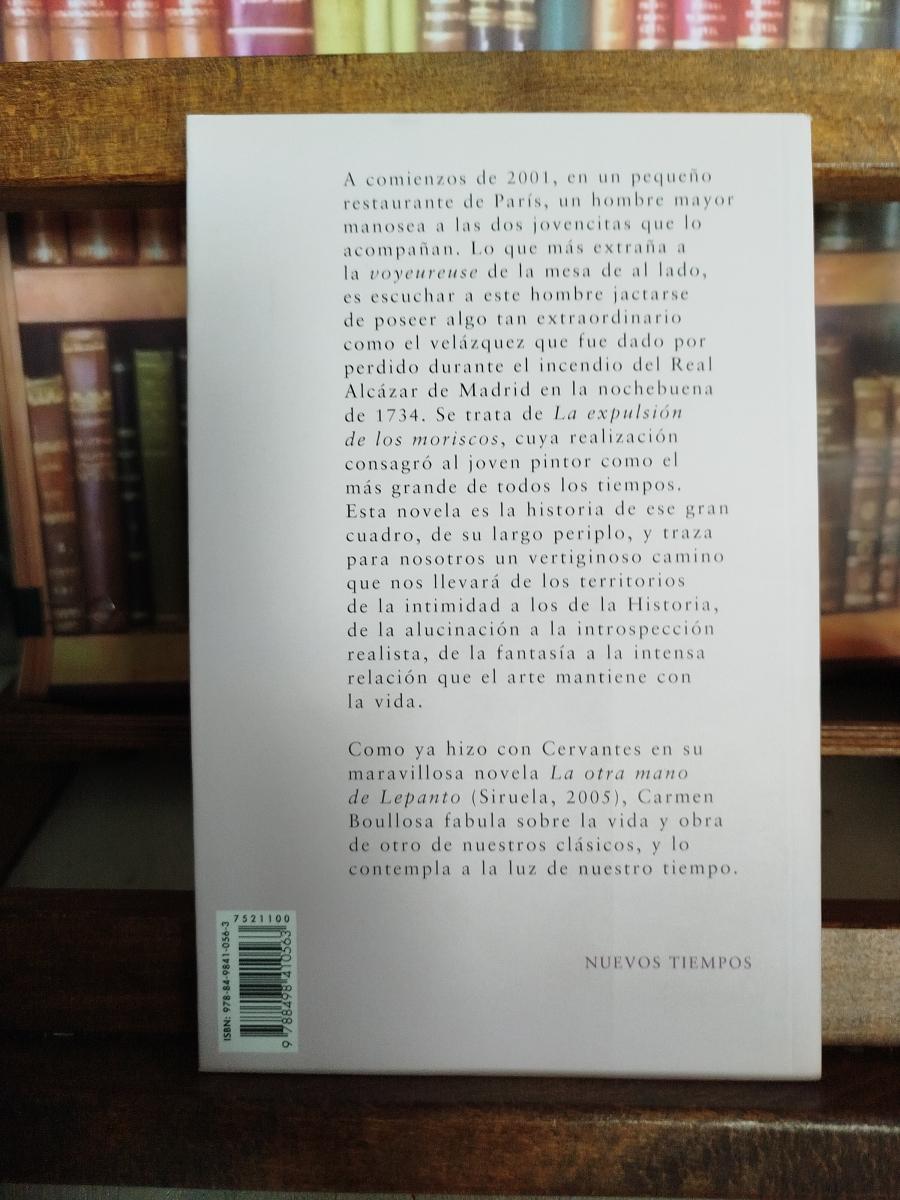 A comienzos de 2001, en un pequeño
restaurante de París, un hombre mayor
manosea a las dos jovencitas que lo
acompañan. Lo que más extraña a
la voyeureuse de la mesa de al lado,
es escuchar a este hombre jactarse
de poseer algo tan extraordinario
como el velázquez que fue dado por
perdido durante el incendio del Real
Alcázar de Madrid en la nochebuena
de 1734. Se trata de La expulsión
de los moriscos, cuya realización
consagró al joven pintor como el
más grande de todos los tiempos.
Esta novela es la historia de ese gran
cuadro, de su largo periplo, y traza
para nosotros un vertiginoso camino
que nos llevará de los territorios
de la intimidad a los de la Historia,
de la alucinación a la introspección
realista, de la fantasía a la intensa
relación que el arte mantiene con
la vida.
Como ya hizo con Cervantes en su
maravillosa novela La otra mano
de Lepanto (Siruela, 2005), Carmen
Boullosa fabula sobre la vida y obra
de otro de nuestros clásicos, y lo
contempla a la luz de nuestro tiempo.
NUEVOS TIEMPOS
7521100
ISBN: 978-84-9841-056-3
9 788498 410563